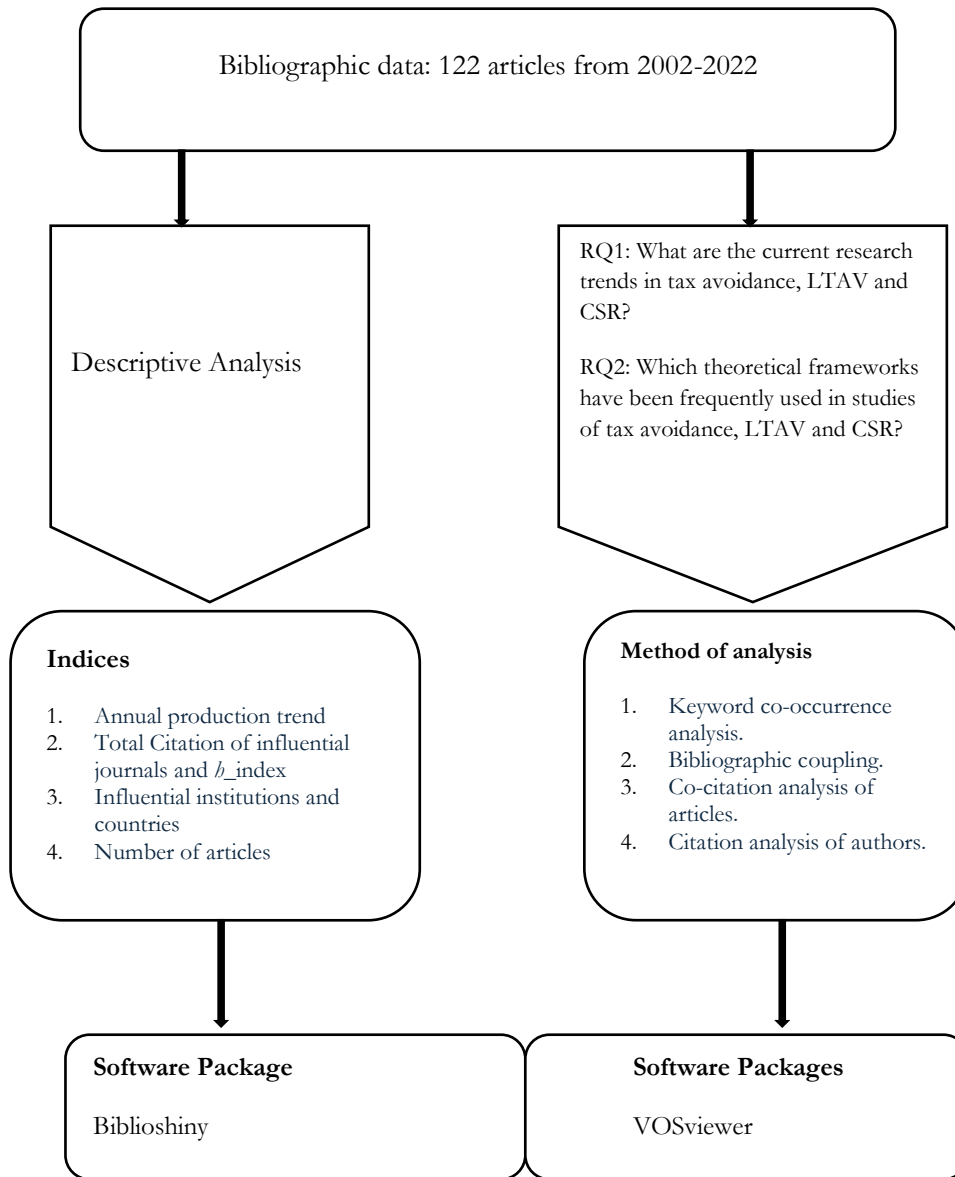 Bibliographic data: 122 articles from 2002-2022
Descriptive Analysis
RQ1: What are the current research
trends in tax avoidance, LTAV and
CSR?
RQ2: Which theoretical frameworks
have been frequently used in studies
of tax avoidance, LTAV and CSR?
Indices
1. Annual production trend
2. Total Citation of influential
journals and h_index
3. Influential institutions and
countries
4. Number of articles
Method of analysis
1. Keyword co-occurrence
analysis.
2. Bibliographic coupling.
3. Co-citation analysis of
articles.
4. Citation analysis of authors.
Software Package
Biblioshiny
Software Packages
VOSviewer